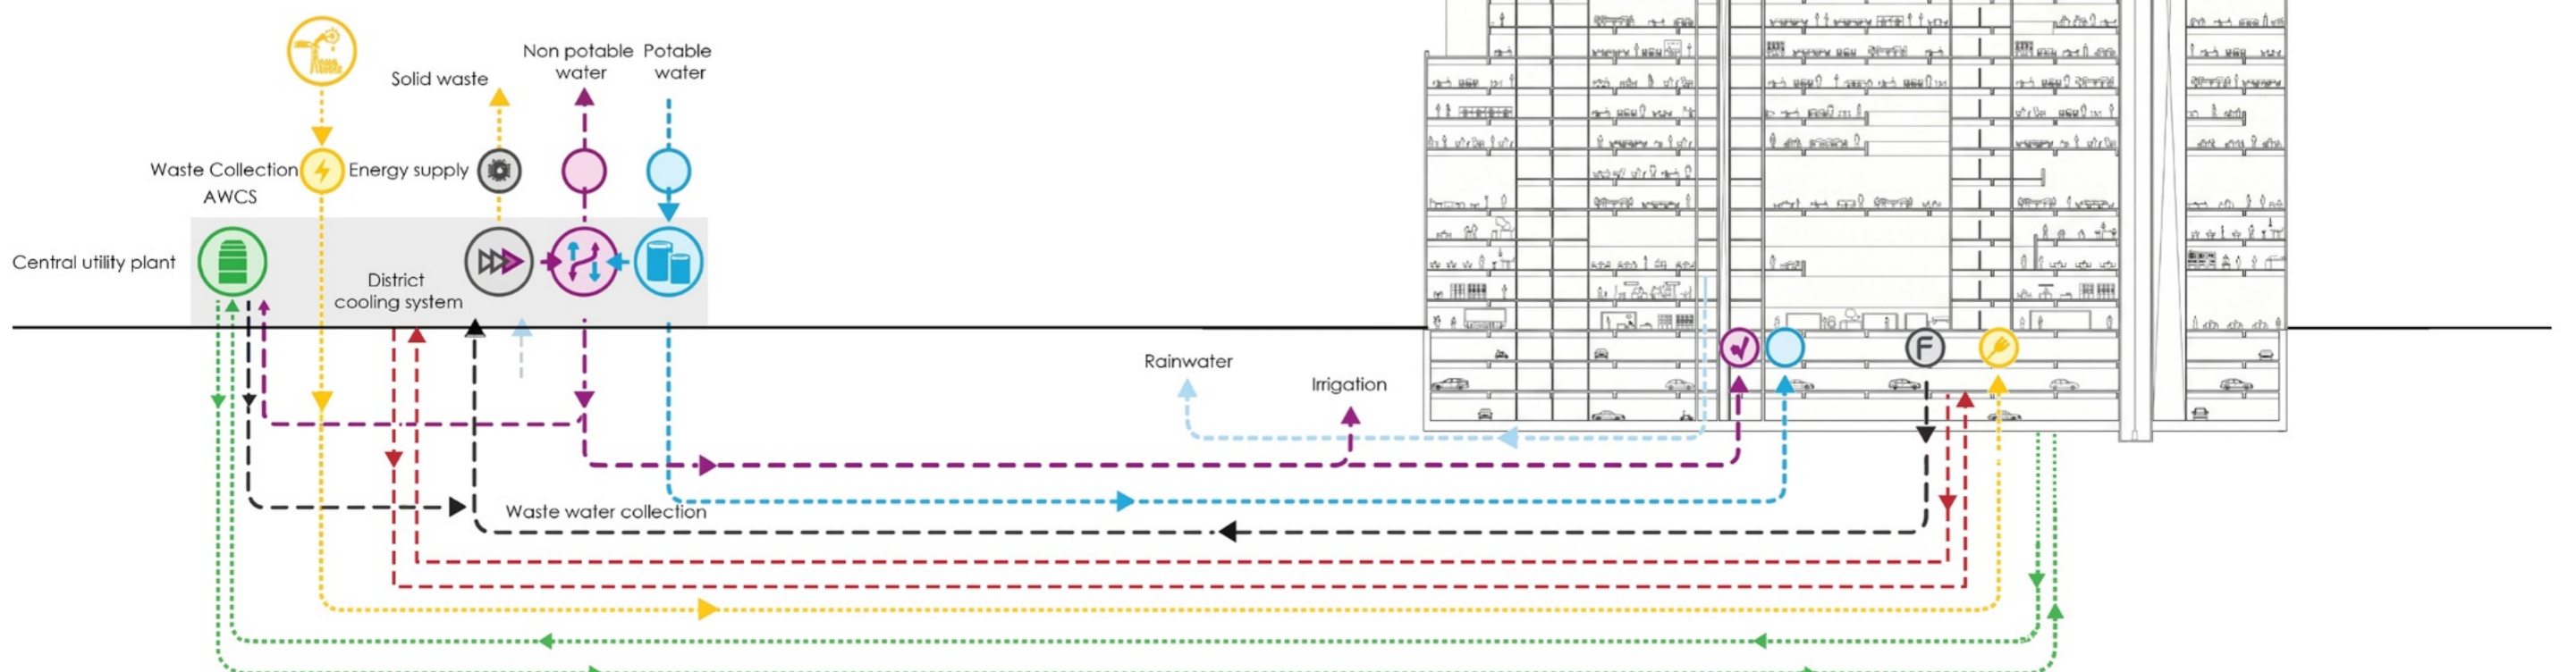 Non potable
water
Potable
water
Solid waste
Waste Collection
AWCS
Energy supply
Central utility plant
District
cooling system
Rainwater
Irrigation
F
Waste water collection